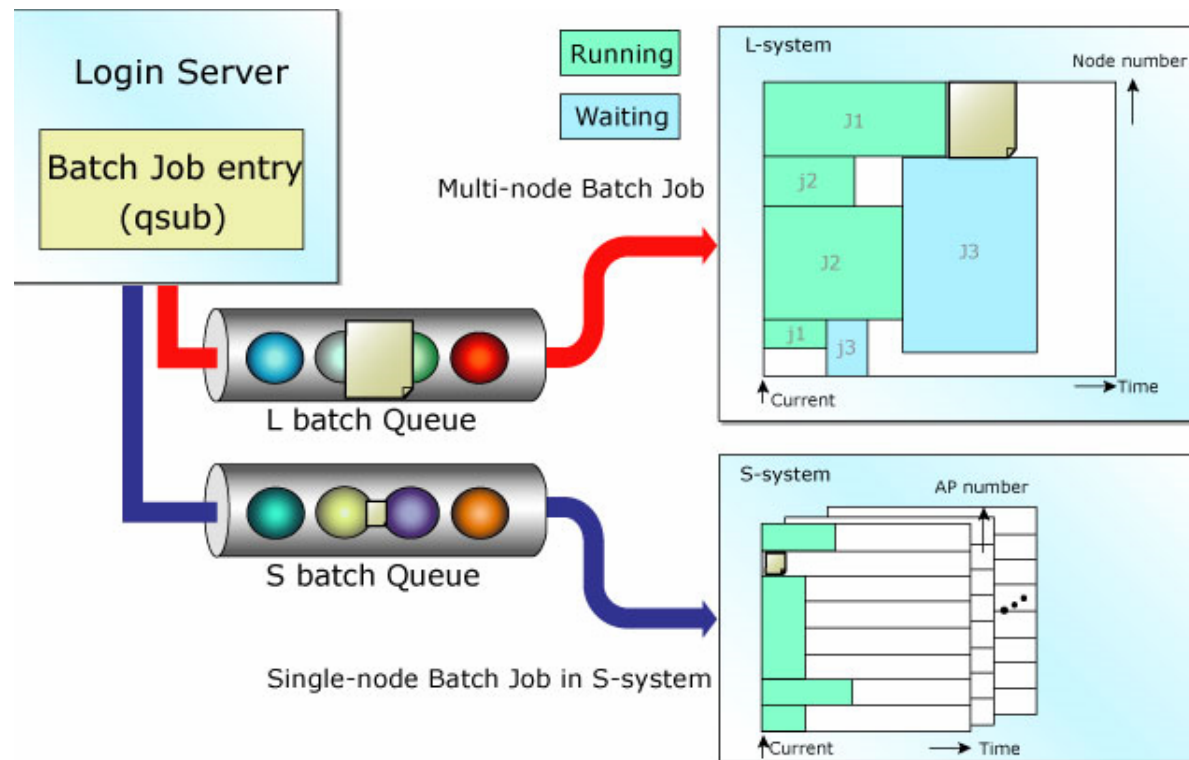 Login Server
Batch Job entry
(qsub)
Running
Waiting
Multi-node Batch Job
L batch Queue
S batch Queue
Single-node Batch Job in S-system
L-system
Node number
J1
j2
J2
J3
j1
j3
Current
Time
S-system
AP number
Current
Time